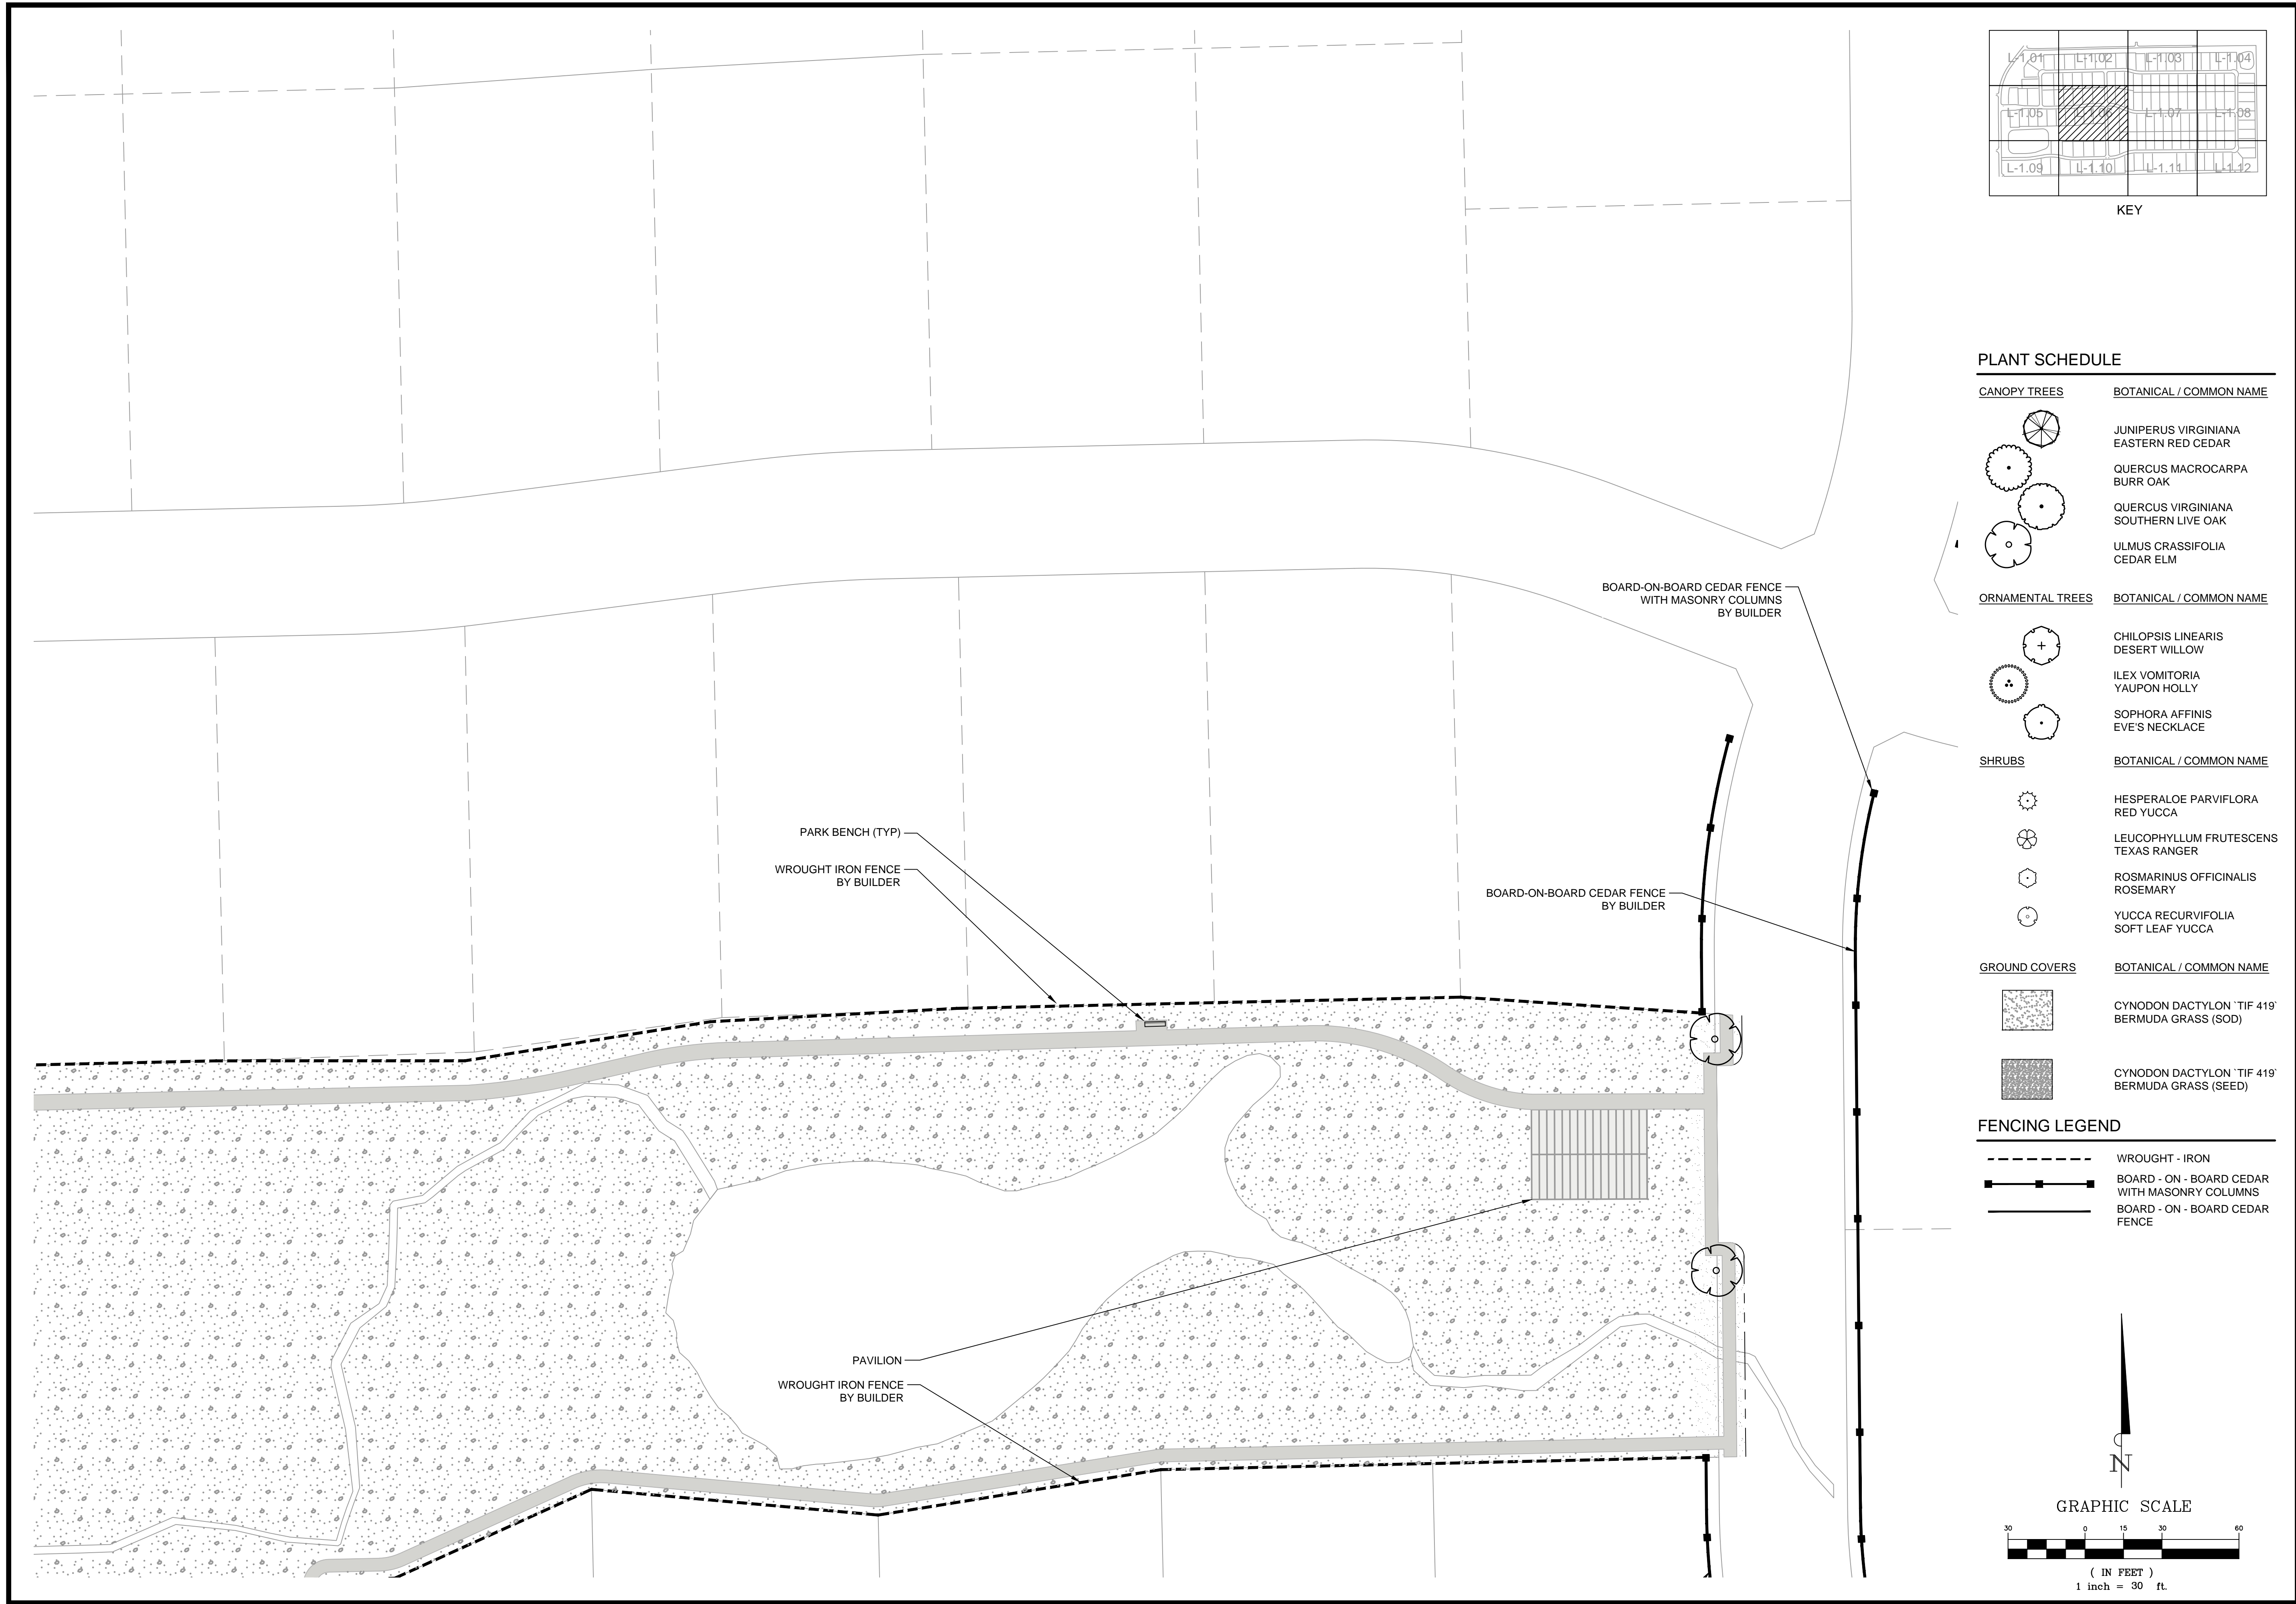 L-1.01
L-1.02
L-1.03
L-1.04
L-1.05
L-1.06
L-1.07
L-1.08
L-1.09
L-1.10
L-1.11
L-1.12
KEY
PLANT SCHEDULE
CANOPY TREES BOTANICAL / COMMON NAME
JUNIPERUS VIRGINIANA
EASTERN RED CEDAR
QUERCUS MACROCARPA
BURR OAK
QUERCUS VIRGINIANA
SOUTHERN LIVE OAK
ULMUS CRASSIFOLIA
CEDAR ELM
ORNAMENTAL TREES BOTANICAL / COMMON NAME
CHILOPSIS LINEARIS
DESERT WILLOW
ILEX VOMITORIA
YAUPON HOLLY
SOPHORA AFFINIS
EVE'S NECKLACE
SHRUBS BOTANICAL / COMMON NAME
HESPERALOE PARVIFLORA
RED YUCCA
LEUCOPHYLLUM FRUTESCENS
TEXAS RANGER
ROSMARINUS OFFICINALIS
ROSEMARY
YUCCA RECURVIFOLIA
SOFT LEAF YUCCA
GROUND COVERS BOTANICAL / COMMON NAME
CYNODON DACTYLON `TIF 419`
BERMUDA GRASS (SOD)
CYNODON DACTYLON `TIF 419`
BERMUDA GRASS (SEED)
FENCING LEGEND
WROUGHT - IRON
BOARD - ON - BOARD CEDAR
WITH MASONRY COLUMNS
BOARD - ON - BOARD CEDAR
FENCE
N
GRAPHIC SCALE
30 0 15 30 60
( IN FEET )
1 inch = 30 ft.
BOARD-ON-BOARD CEDAR FENCE
WITH MASONRY COLUMNS
BY BUILDER
PARK BENCH (TYP)
WROUGHT IRON FENCE
BY BUILDER
BOARD-ON-BOARD CEDAR FENCE
BY BUILDER
PAVILION
WROUGHT IRON FENCE
BY BUILDER